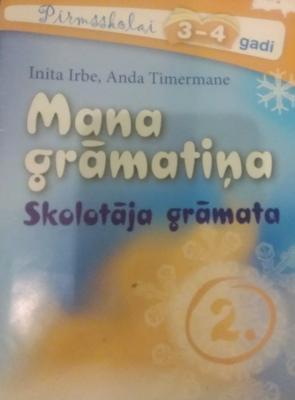 Pirmsskolai 3-4 gadi
Inita Irbe, Anda Timermane
Mana
grāmatiņa
Skolotāja grāmata
2.